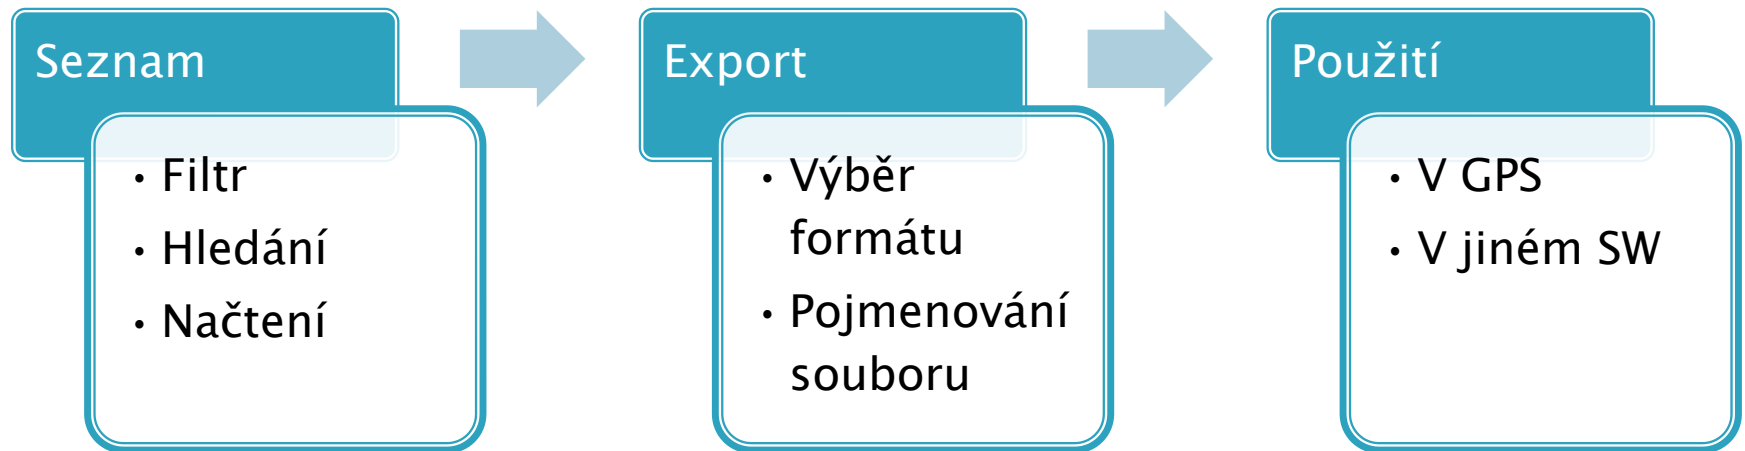 Seznam
• Filtr
• Hledání
• Načtení
Export
• Výběr
formátu
• Pojmenování
souboru
Použití
• V GPS
• V jiném SW